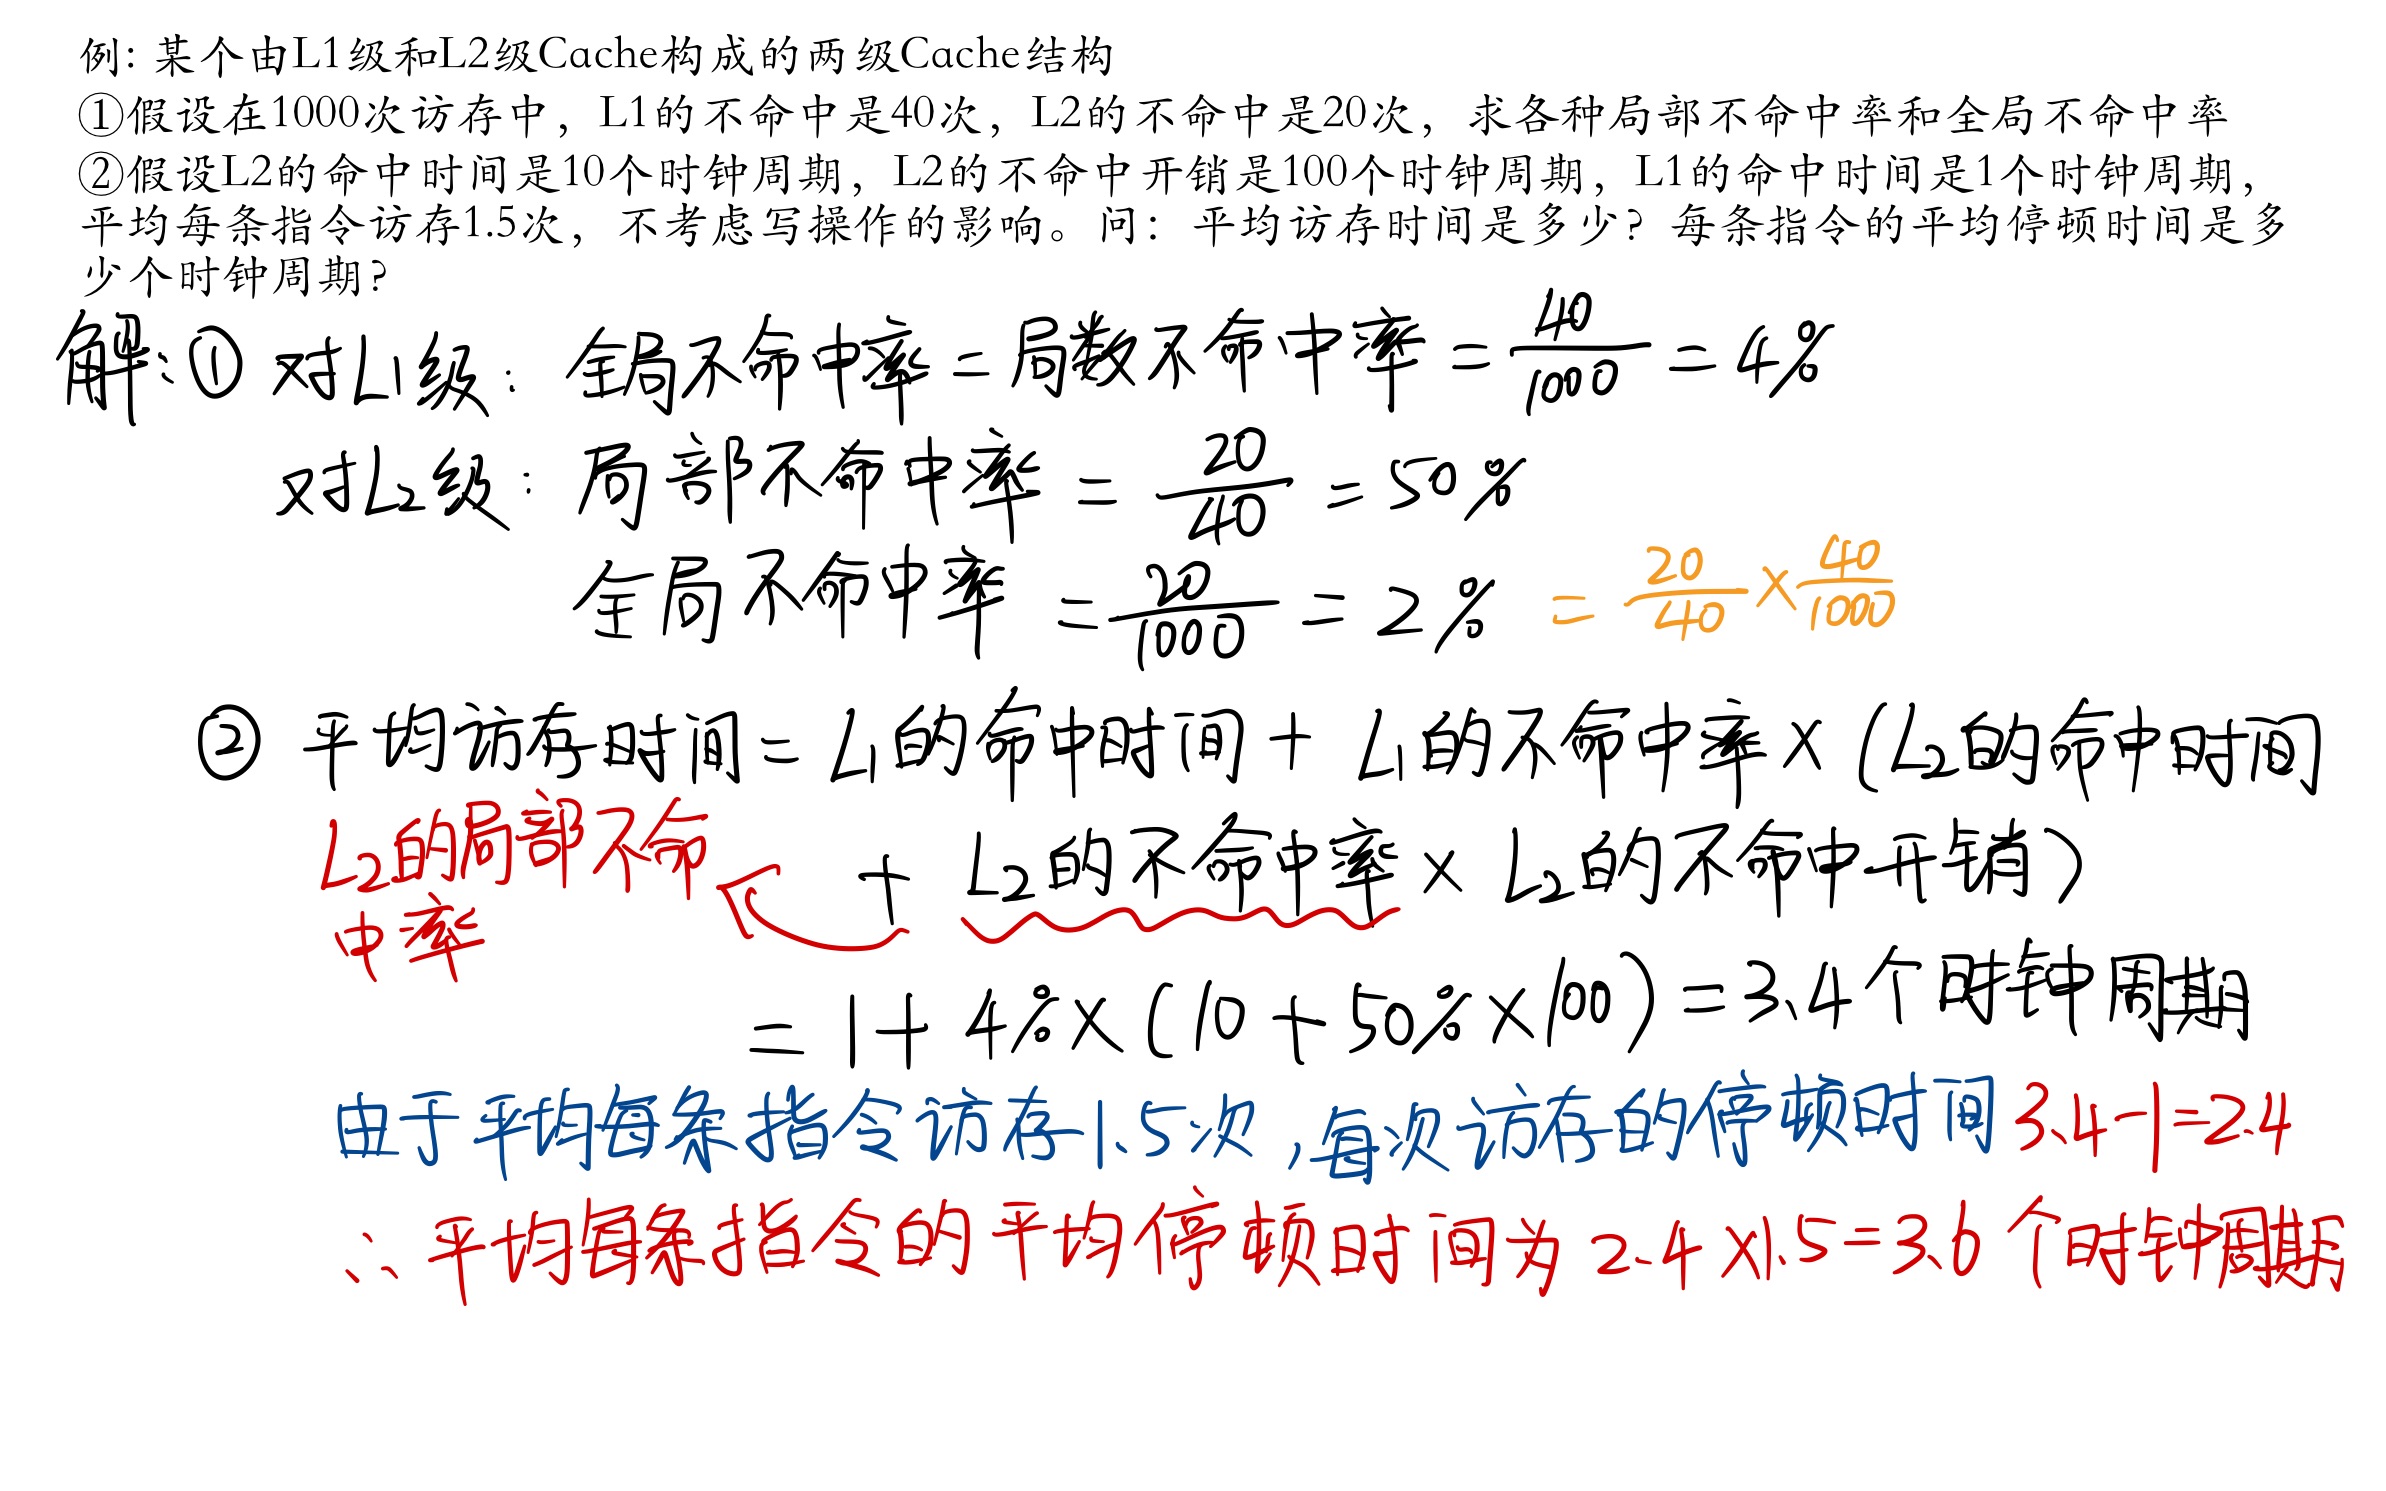 例：某个由L1级和L2级Cache构成的两级Cache结构
①假设在1000次访存中，L1的不命中是40次，L2的不命中是20次，求各种局部不命中率和全局不命中率
②假设L2的命中时间是10个时钟周期，L2的不命中开销是100个时钟周期，L1的命中时间是1个时钟周期，
平均每条指令访存1.5次，不考虑写操作的影响。问：平均访存时间是多少？每条指令的平均停顿时间是多
少个时钟周期？
解：① 对L1级：全局不命中率 = 局数不命中率 = 40/1000 = 4%
对L2级：局部不命中率 = 20/40 = 50%
全局不命中率 = 20/1000 = 2% = 20/40 × 40/1000
② 平均访存时间 = L1的命中时间 + L1的不命中率 × (L2的命中时间
+ L2的不命中率 × L2的不命中开销)
L2的局部不命
中率
= 1 + 4% × (10 + 50% × 100) = 3.4个时钟周期
由于平均每条指令访存1.5次,每次访存的停顿时间 3.4-1=2.4
∴平均每条指令的平均停顿时间为 2.4×1.5=3.6 个时钟周期